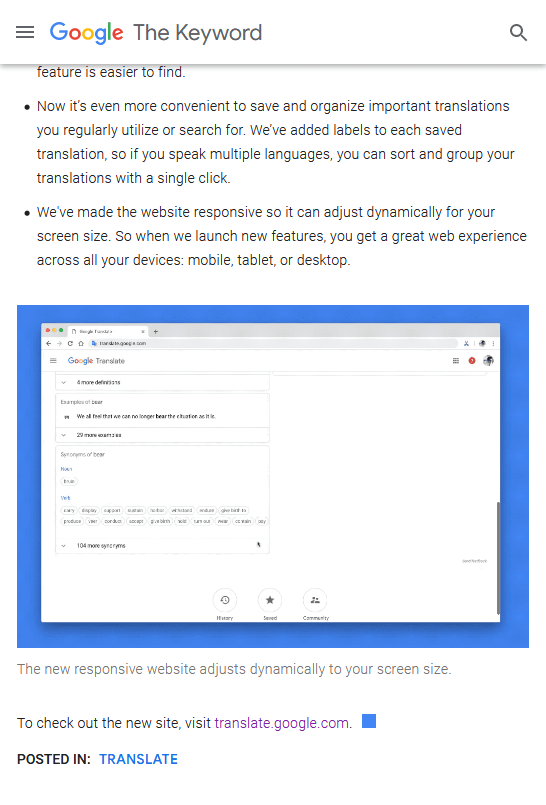 Google The Keyword
feature is easier to find.
• Now it's even more convenient to save and organize important translations
you regularly utilize or search for. We've added labels to each saved
translation, so if you speak multiple languages, you can sort and group your
translations with a single click.
• We've made the website responsive so it can adjust dynamically for your
screen size. So when we launch new features, you get a great web experience
across all your devices: mobile, tablet, or desktop.
Google Translate
translate.google.com
Google Translate
4 more definitions
Examples of bear
We all feel that we can no longer bear the situation as it is.
29 more examples
Synonyms of bear
Noun
bruin
Verb
carry display support sustain harbor withstand endure give birth to
produce veer conduct accept give birth hold turn out wear contain pay
104 more synonyms
Send feedback
History Saved Community
The new responsive website adjusts dynamically to your screen size.
To check out the new site, visit translate.google.com.
POSTED IN: TRANSLATE